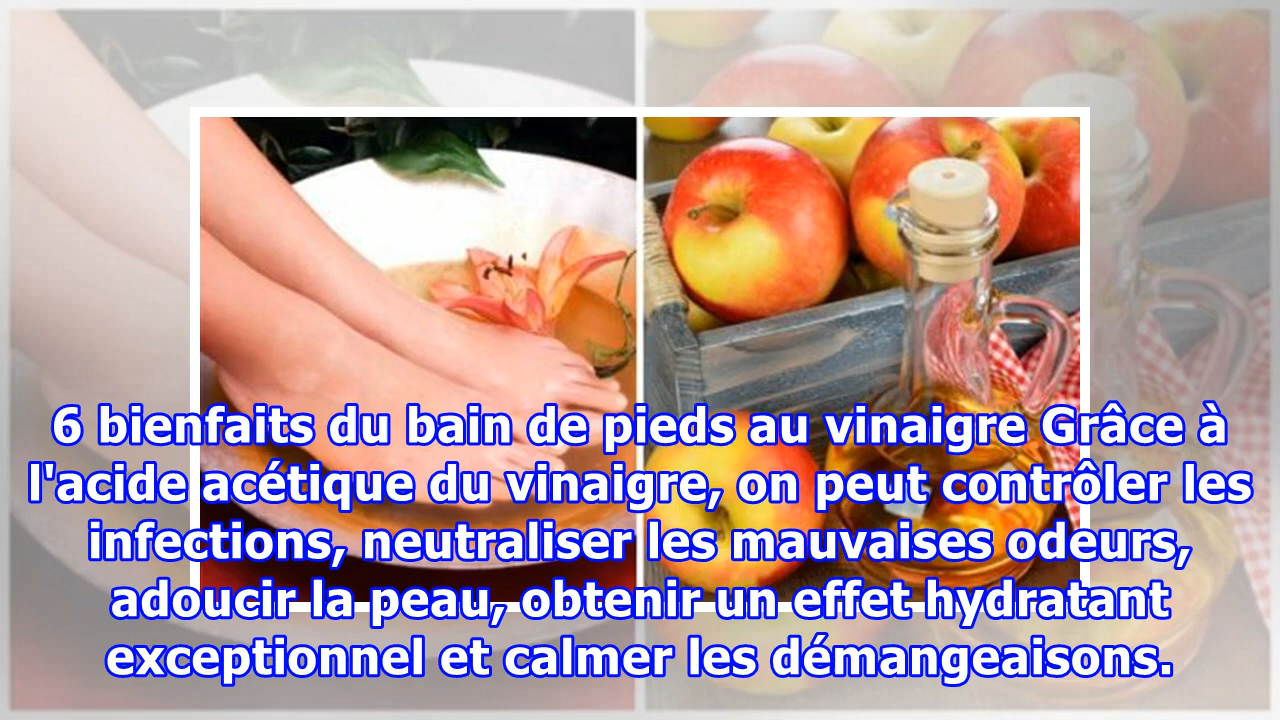 6 bienfaits du bain de pieds au vinaigre Grâce à
l'acide acétique du vinaigre, on peut contrôler les
infections, neutraliser les mauvaises odeurs,
adoucir la peau, obtenir un effet hydratant
exceptionnel et calmer les démangeaisons.